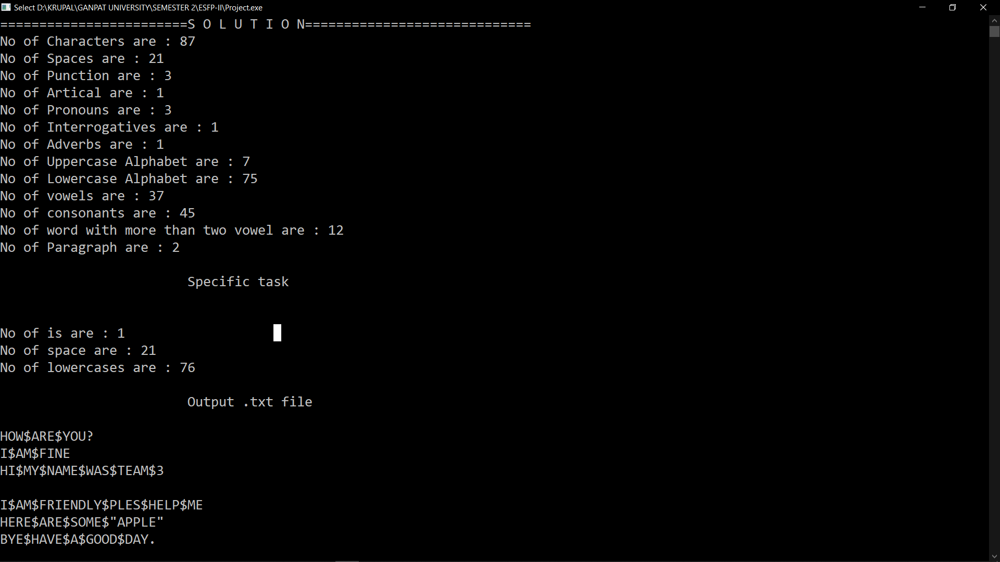 Select D:\KRUPAL\GANPAT UNIVERSITY\SEMESTER 2\ESFP-II\Project.exe
========================S O L U T I O N=============================
No of Characters are : 87
No of Spaces are : 21
No of Punction are : 3
No of Artical are : 1
No of Pronouns are : 3
No of Interrogatives are : 1
No of Adverbs are : 1
No of Uppercase Alphabet are : 7
No of Lowercase Alphabet are : 75
No of vowels are : 37
No of consonants are : 45
No of word with more than two vowel are : 12
No of Paragraph are : 2
Specific task
No of is are : 1
No of space are : 21
No of lowercases are : 76
Output .txt file
HOW$ARE$YOU?
I$AM$FINE
HI$MY$NAME$WAS$TEAM$3
I$AM$FRIENDLY$PLES$HELP$ME
HERE$ARE$SOME$"APPLE"
BYE$HAVE$A$GOOD$DAY.